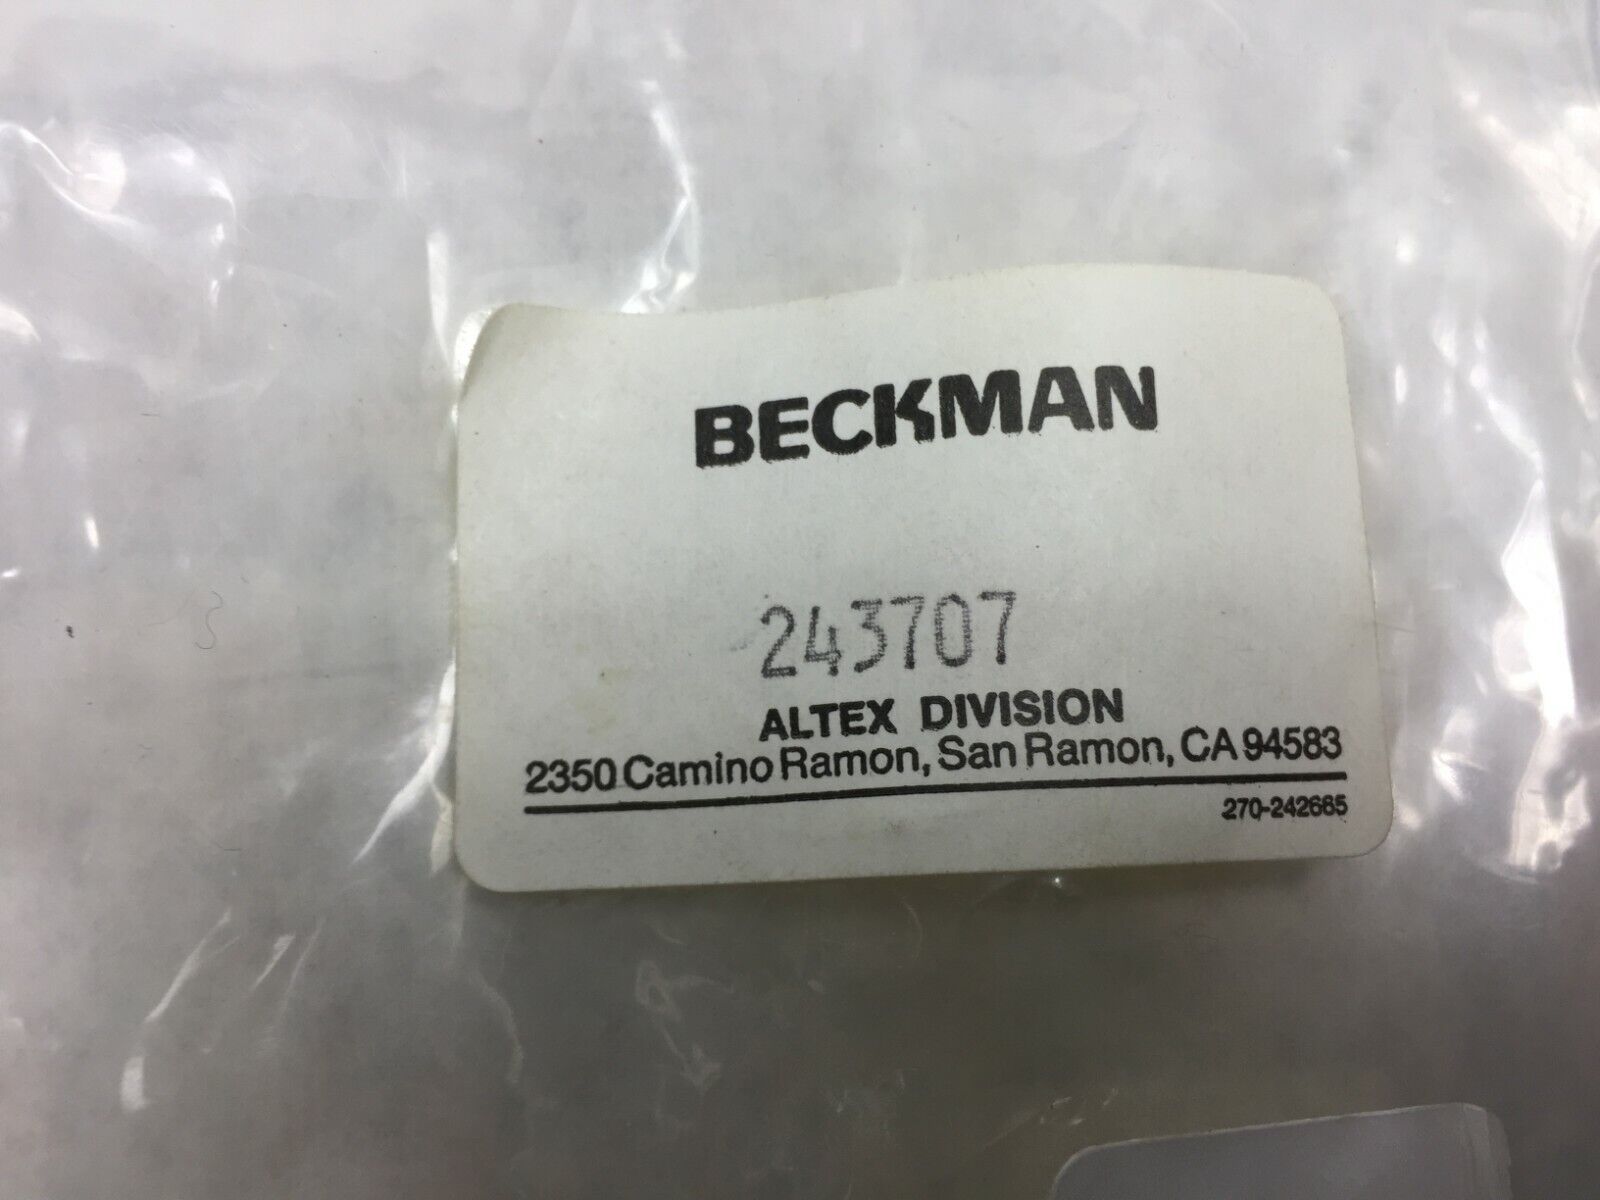 BECKMAN
243707
ALTEX DIVISION
2350 Camino Ramon, San Ramon, CA 94583
270-242665